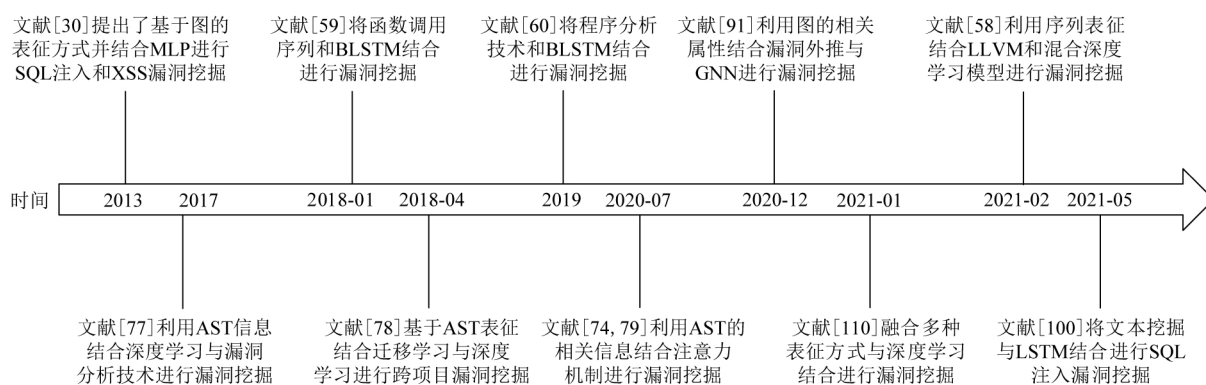 文献[30]提出了基于图的
表征方式并结合MLP进行
SQL注入和XSS漏洞挖掘
文献[59]将函数调用
序列和BLSTM结合
进行漏洞挖掘
文献[60]将程序分析
技术和BLSTM结合
进行漏洞挖掘
文献[91]利用图的相关
属性结合漏洞外推与
GNN进行漏洞挖掘
文献[58]利用序列表征
结合LLVM和混合深度
学习模型进行漏洞挖掘
时间 2013 2017 2018-01 2018-04 2019 2020-07 2020-12 2021-01 2021-02 2021-05
文献[77]利用AST信息
结合深度学习与漏洞
分析技术进行漏洞挖掘
文献[78]基于AST表征
结合迁移学习与深度
学习进行跨项目漏洞挖掘
文献[74, 79]利用AST的
相关信息结合注意力
机制进行漏洞挖掘
文献[110]融合多种
表征方式与深度学习
结合进行漏洞挖掘
文献[100]将文本挖掘
与LSTM结合进行SQL
注入漏洞挖掘